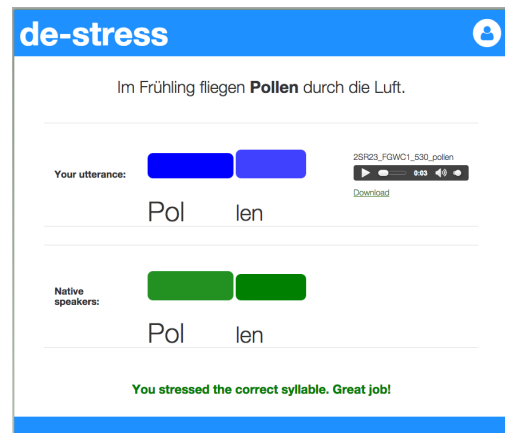 de-stress
Im Frühling fliegen Pollen durch die Luft.
Your utterance:
2SR23_FGWC1_530_pollen
0:03
Download
Pol len
Native
speakers:
Pol len
You stressed the correct syllable. Great job!